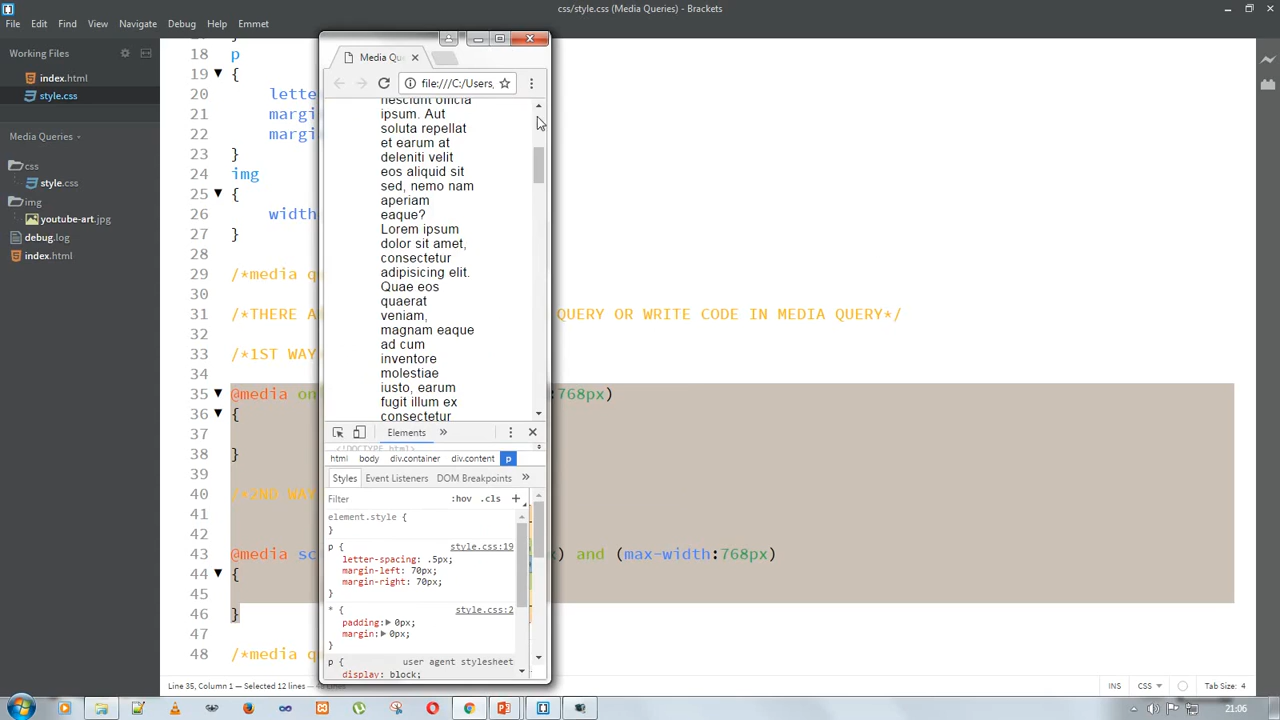 css/style.css (Media Queries) - Brackets
File Edit Find View Navigate Debug Help Emmet
Working Files
index.html
style.css
Media Queries
css
style.css
img
youtube-art.jpg
debug.log
index.html
18 p
19 {
20 lette
21 margi
22 margi
23 }
24 img
25 {
26 width
27 }
28
29 /*media q
30
31 /*THERE A QUERY OR WRITE CODE IN MEDIA QUERY*/
32
33 /*1ST WAY
34
35 @media on :768px)
36 {
37
38 }
39
40 /*2ND WAY
41
42
43 @media sc x) and (max-width:768px)
44 {
45
46 }
47
48 /*media q
Media Qu
file:///C:/Users,
nesciunt officia
ipsum. Aut
soluta repellat
et earum at
deleniti velit
eos aliquid sit
sed, nemo nam
aperiam
eaque?
Lorem ipsum
dolor sit amet,
consectetur
adipisicing elit.
Quae eos
quaerat
veniam,
magnam eaque
ad cum
inventore
molestiae
iusto, earum
fugit illum ex
consectetur
Elements »
<!DOCTYPE html>
html body div.container div.content p
Styles Event Listeners DOM Breakpoints »
Filter :hov .cls +
element.style {
}
p { style.css:19
letter-spacing: .5px;
margin-left: 70px;
margin-right: 70px;
}
* { style.css:2
padding:▶ 0px;
margin:▶ 0px;
}
p { user agent stylesheet
display: block;
Line 35, Column 1 — Selected 12 lines
INS CSS Tab Size: 4
21:06